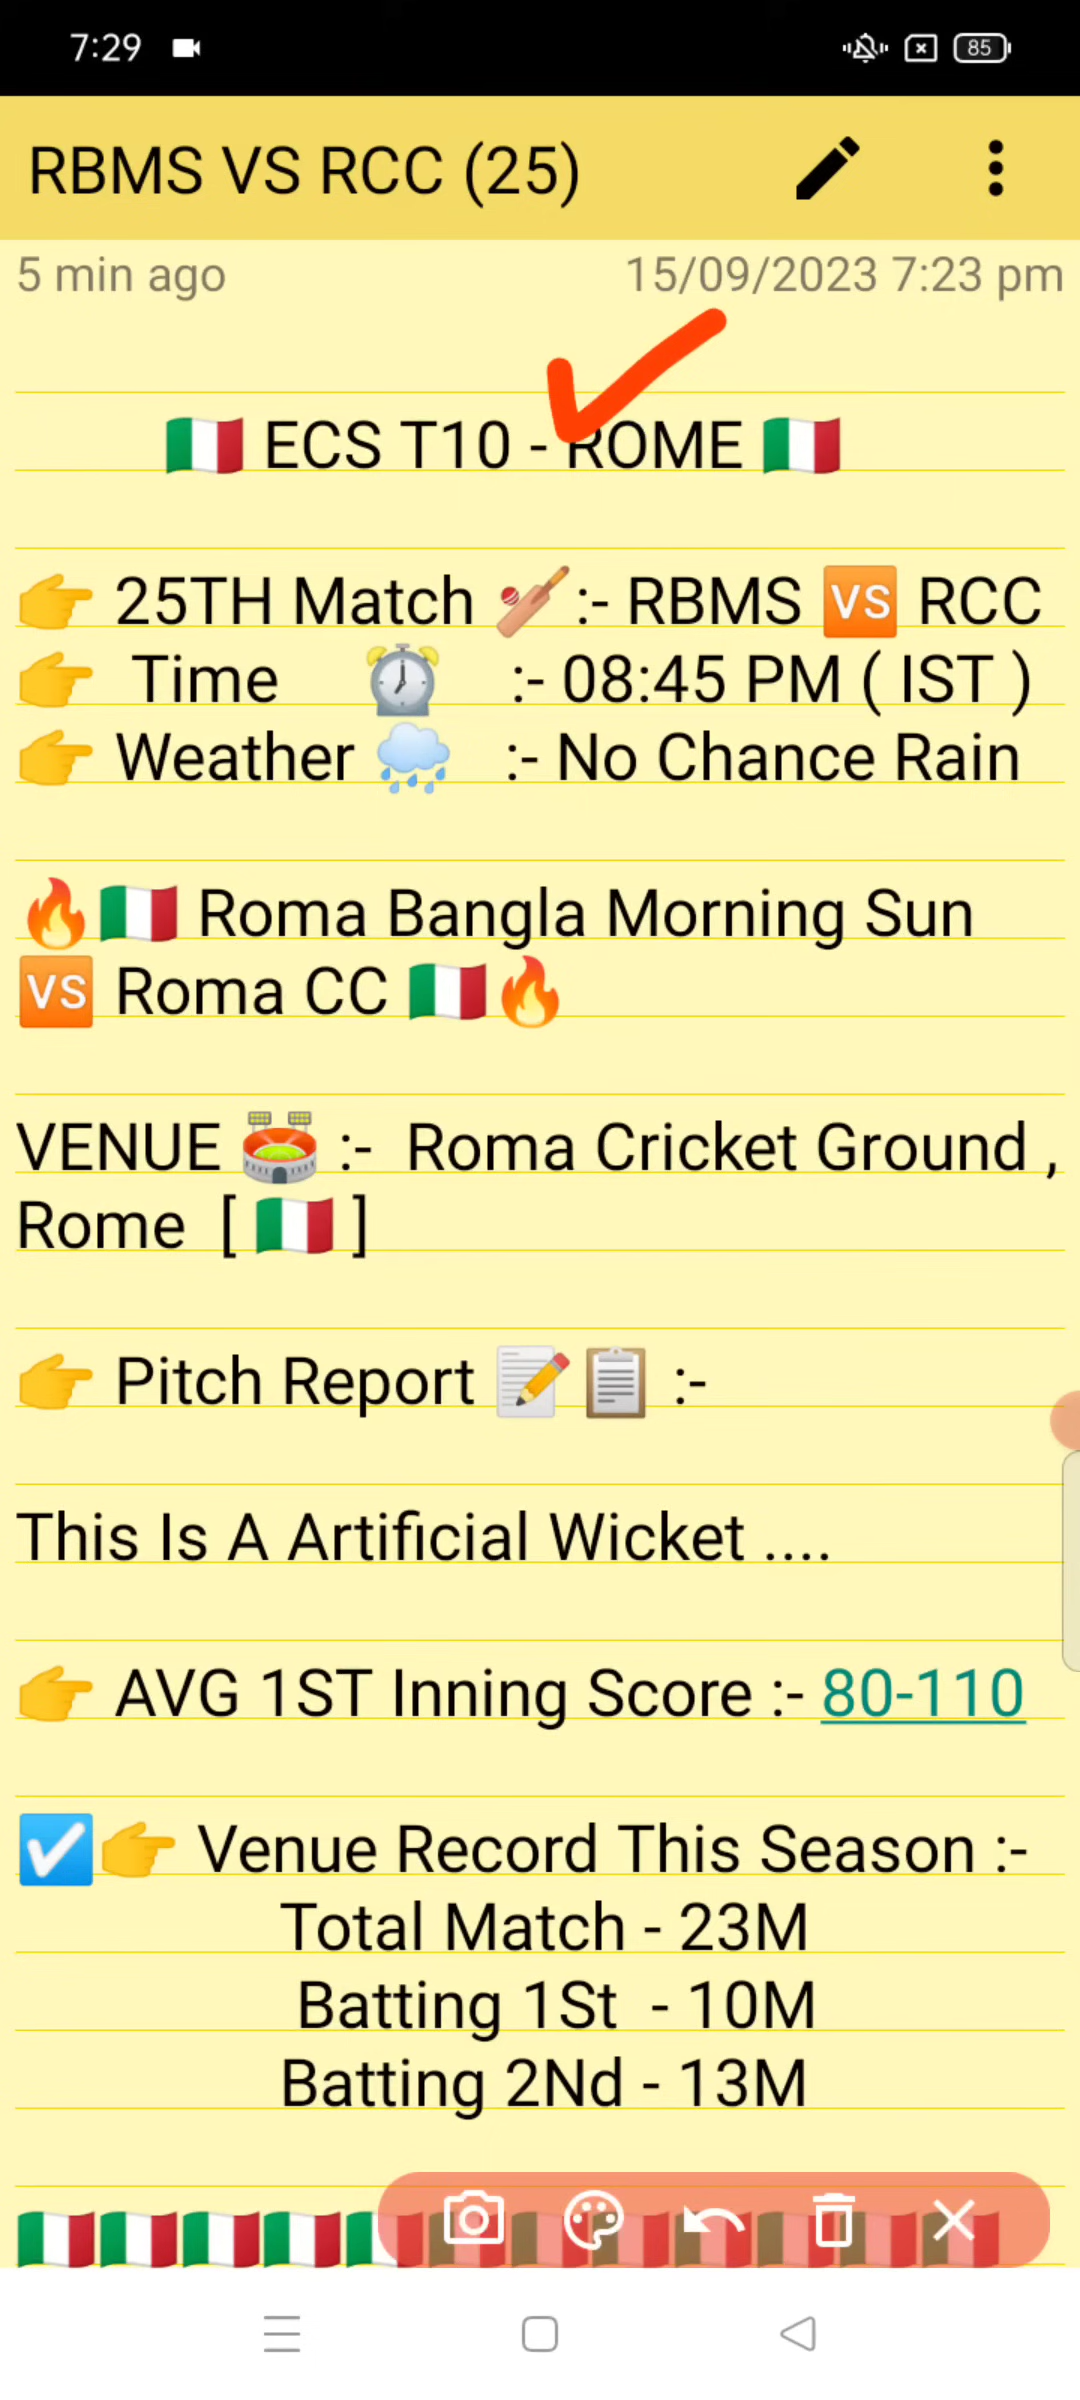 7:29
85
RBMS VS RCC (25)
5 min ago 15/09/2023 7:23 pm
🇮🇹 ECS T10 - ROME 🇮🇹
👉 25TH Match 🏏:- RBMS 🆚 RCC
👉 Time ⏰ :- 08:45 PM ( IST )
👉 Weather 🌧️ :- No Chance Rain
🔥🇮🇹 Roma Bangla Morning Sun
🆚 Roma CC 🇮🇹🔥
VENUE 🏟️ :- Roma Cricket Ground ,
Rome [ 🇮🇹 ]
👉 Pitch Report 📝📋 :-
This Is A Artificial Wicket ....
👉 AVG 1ST Inning Score :- 80-110
☑️👉 Venue Record This Season :-
Total Match - 23M
Batting 1St - 10M
Batting 2Nd - 13M